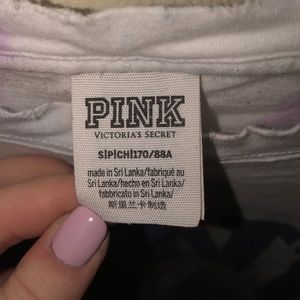 PINK
VICTORIA'S SECRET
S|P|CH|170/88A
made in Sri Lanka/fabriqué au
Sri Lanka/hecho en Sri Lanka/
fabbricato in Sri Lanka/
斯里兰卡制造